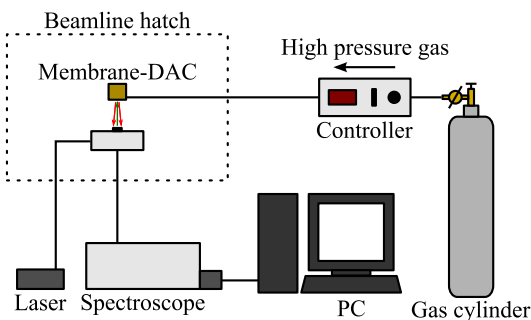 Beamline hatch
High pressure gas
Membrane-DAC
Controller
Laser
Spectroscope
PC
Gas cylinder